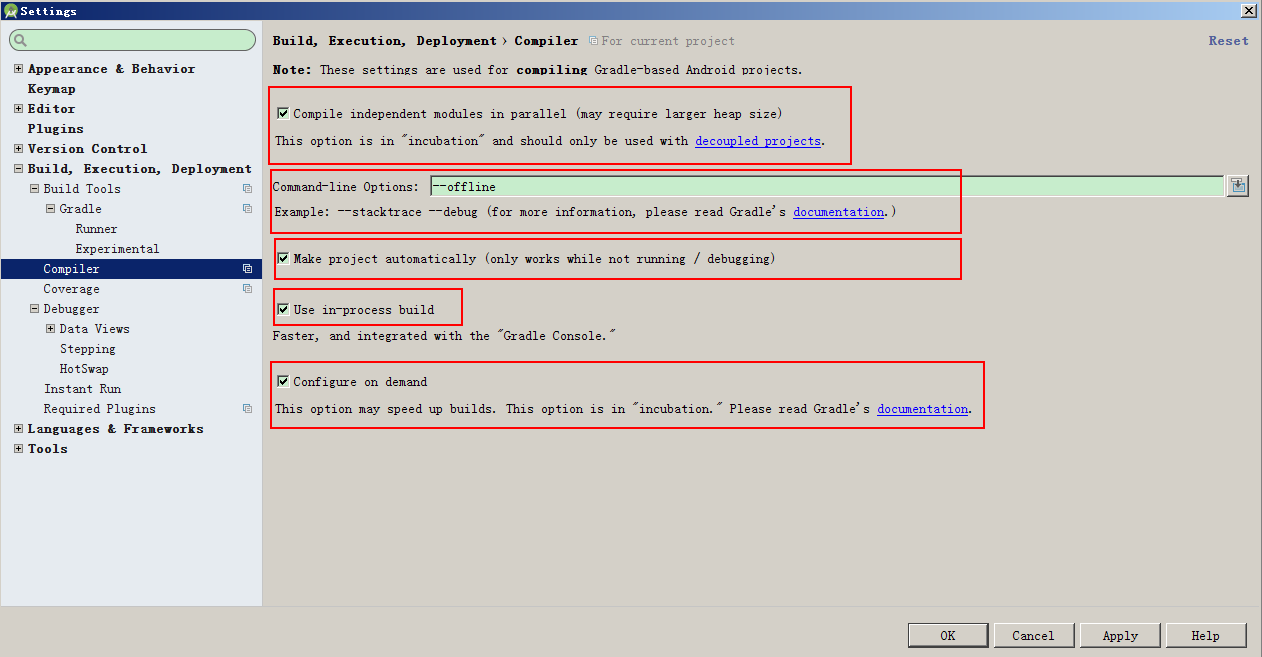 Settings
Appearance & Behavior
Keymap
Editor
Plugins
Version Control
Build, Execution, Deployment
Build Tools
Gradle
Runner
Experimental
Compiler
Coverage
Debugger
Data Views
Stepping
HotSwap
Instant Run
Required Plugins
Languages & Frameworks
Tools
Build, Execution, Deployment › Compiler For current project Reset
Note: These settings are used for compiling Gradle-based Android projects.
Compile independent modules in parallel (may require larger heap size)
This option is in "incubation" and should only be used with decoupled projects.
Command-line Options: --offline
Example: --stacktrace --debug (for more information, please read Gradle's documentation.)
Make project automatically (only works while not running / debugging)
Use in-process build
Faster, and integrated with the "Gradle Console."
Configure on demand
This option may speed up builds. This option is in "incubation." Please read Gradle's documentation.
OK Cancel Apply Help